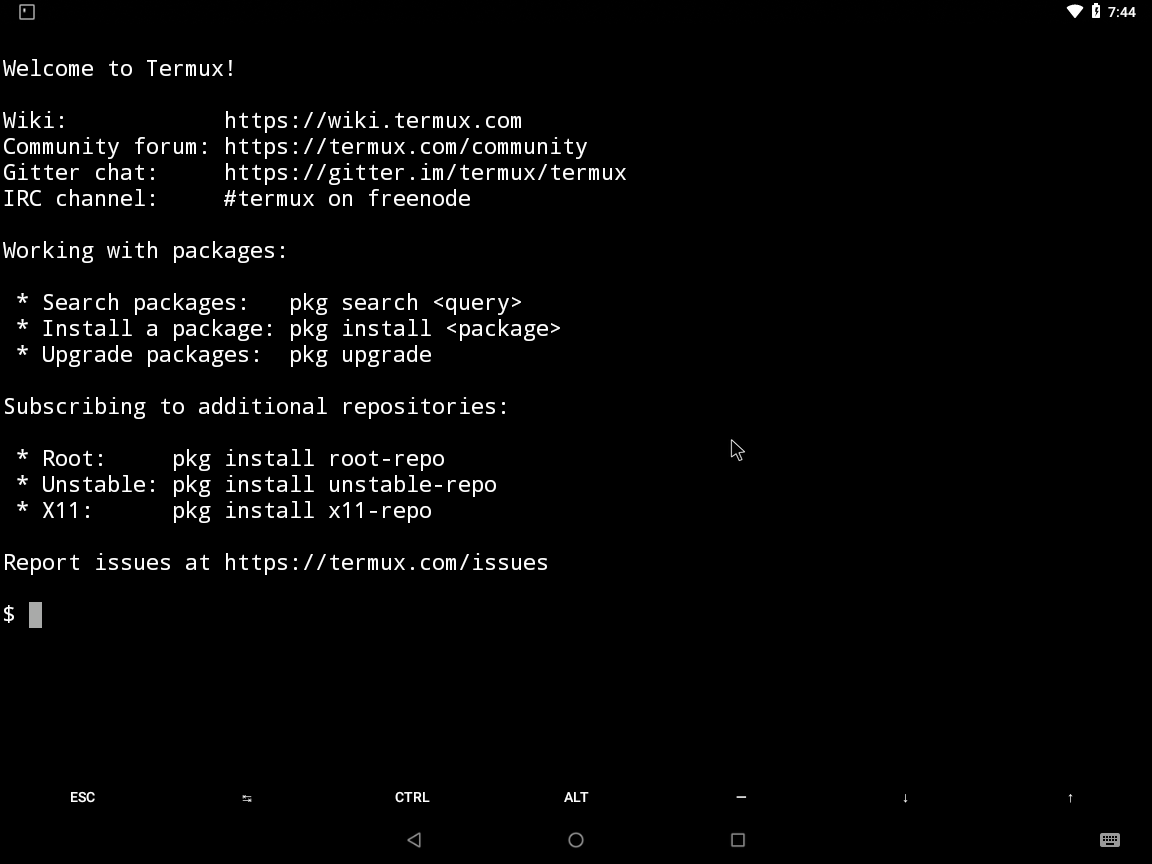 7:44
Welcome to Termux!
Wiki:            https://wiki.termux.com
Community forum: https://termux.com/community
Gitter chat:     https://gitter.im/termux/termux
IRC channel:     #termux on freenode
Working with packages:
 * Search packages:   pkg search <query>
 * Install a package: pkg install <package>
 * Upgrade packages:  pkg upgrade
Subscribing to additional repositories:
 * Root:     pkg install root-repo
 * Unstable: pkg install unstable-repo
 * X11:      pkg install x11-repo
Report issues at https://termux.com/issues
$
ESC ↹ CTRL ALT ― ↓ ↑